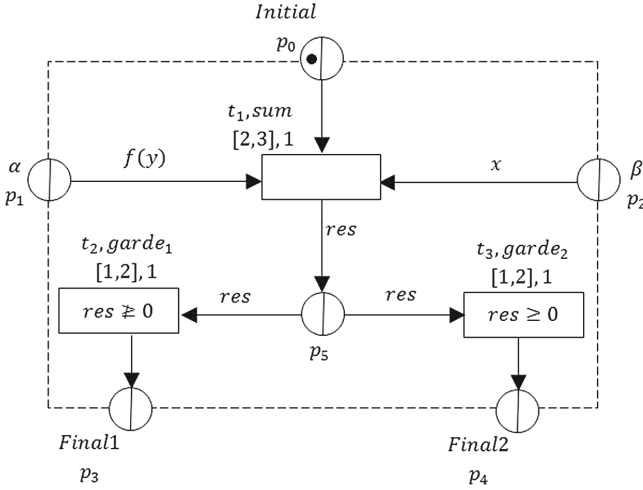 Initial
p₀
t₁, sum
[2,3], 1
α
p₁
f(y)
x
β
p₂
res
t₂, garde₁
[1,2], 1
res ≱ 0
res
res
t₃, garde₂
[1,2], 1
res ≥ 0
p₅
Final1
p₃
Final2
p₄